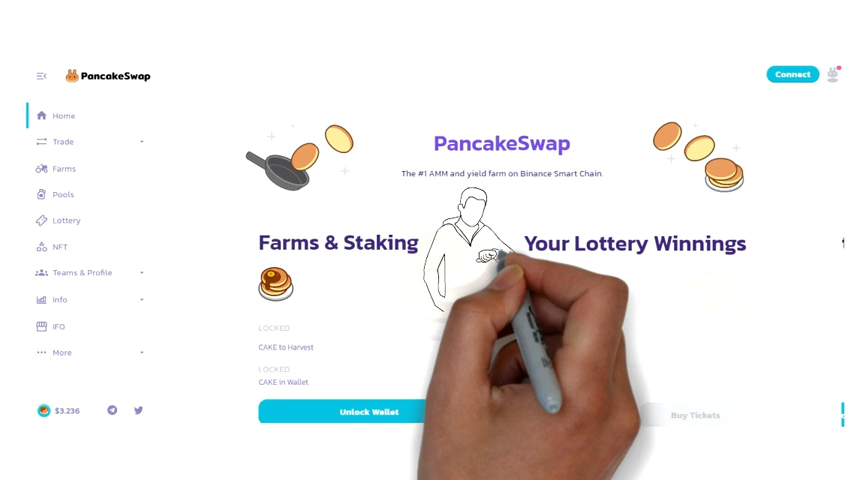 PancakeSwap
Connect
Home
Trade
Farms
Pools
Lottery
NFT
Teams & Profile
Info
IFO
More
$3.236
PancakeSwap
The #1 AMM and yield farm on Binance Smart Chain.
Farms & Staking
LOCKED
CAKE to Harvest
LOCKED
CAKE in Wallet
Unlock Wallet
Your Lottery Winnings
Buy Tickets